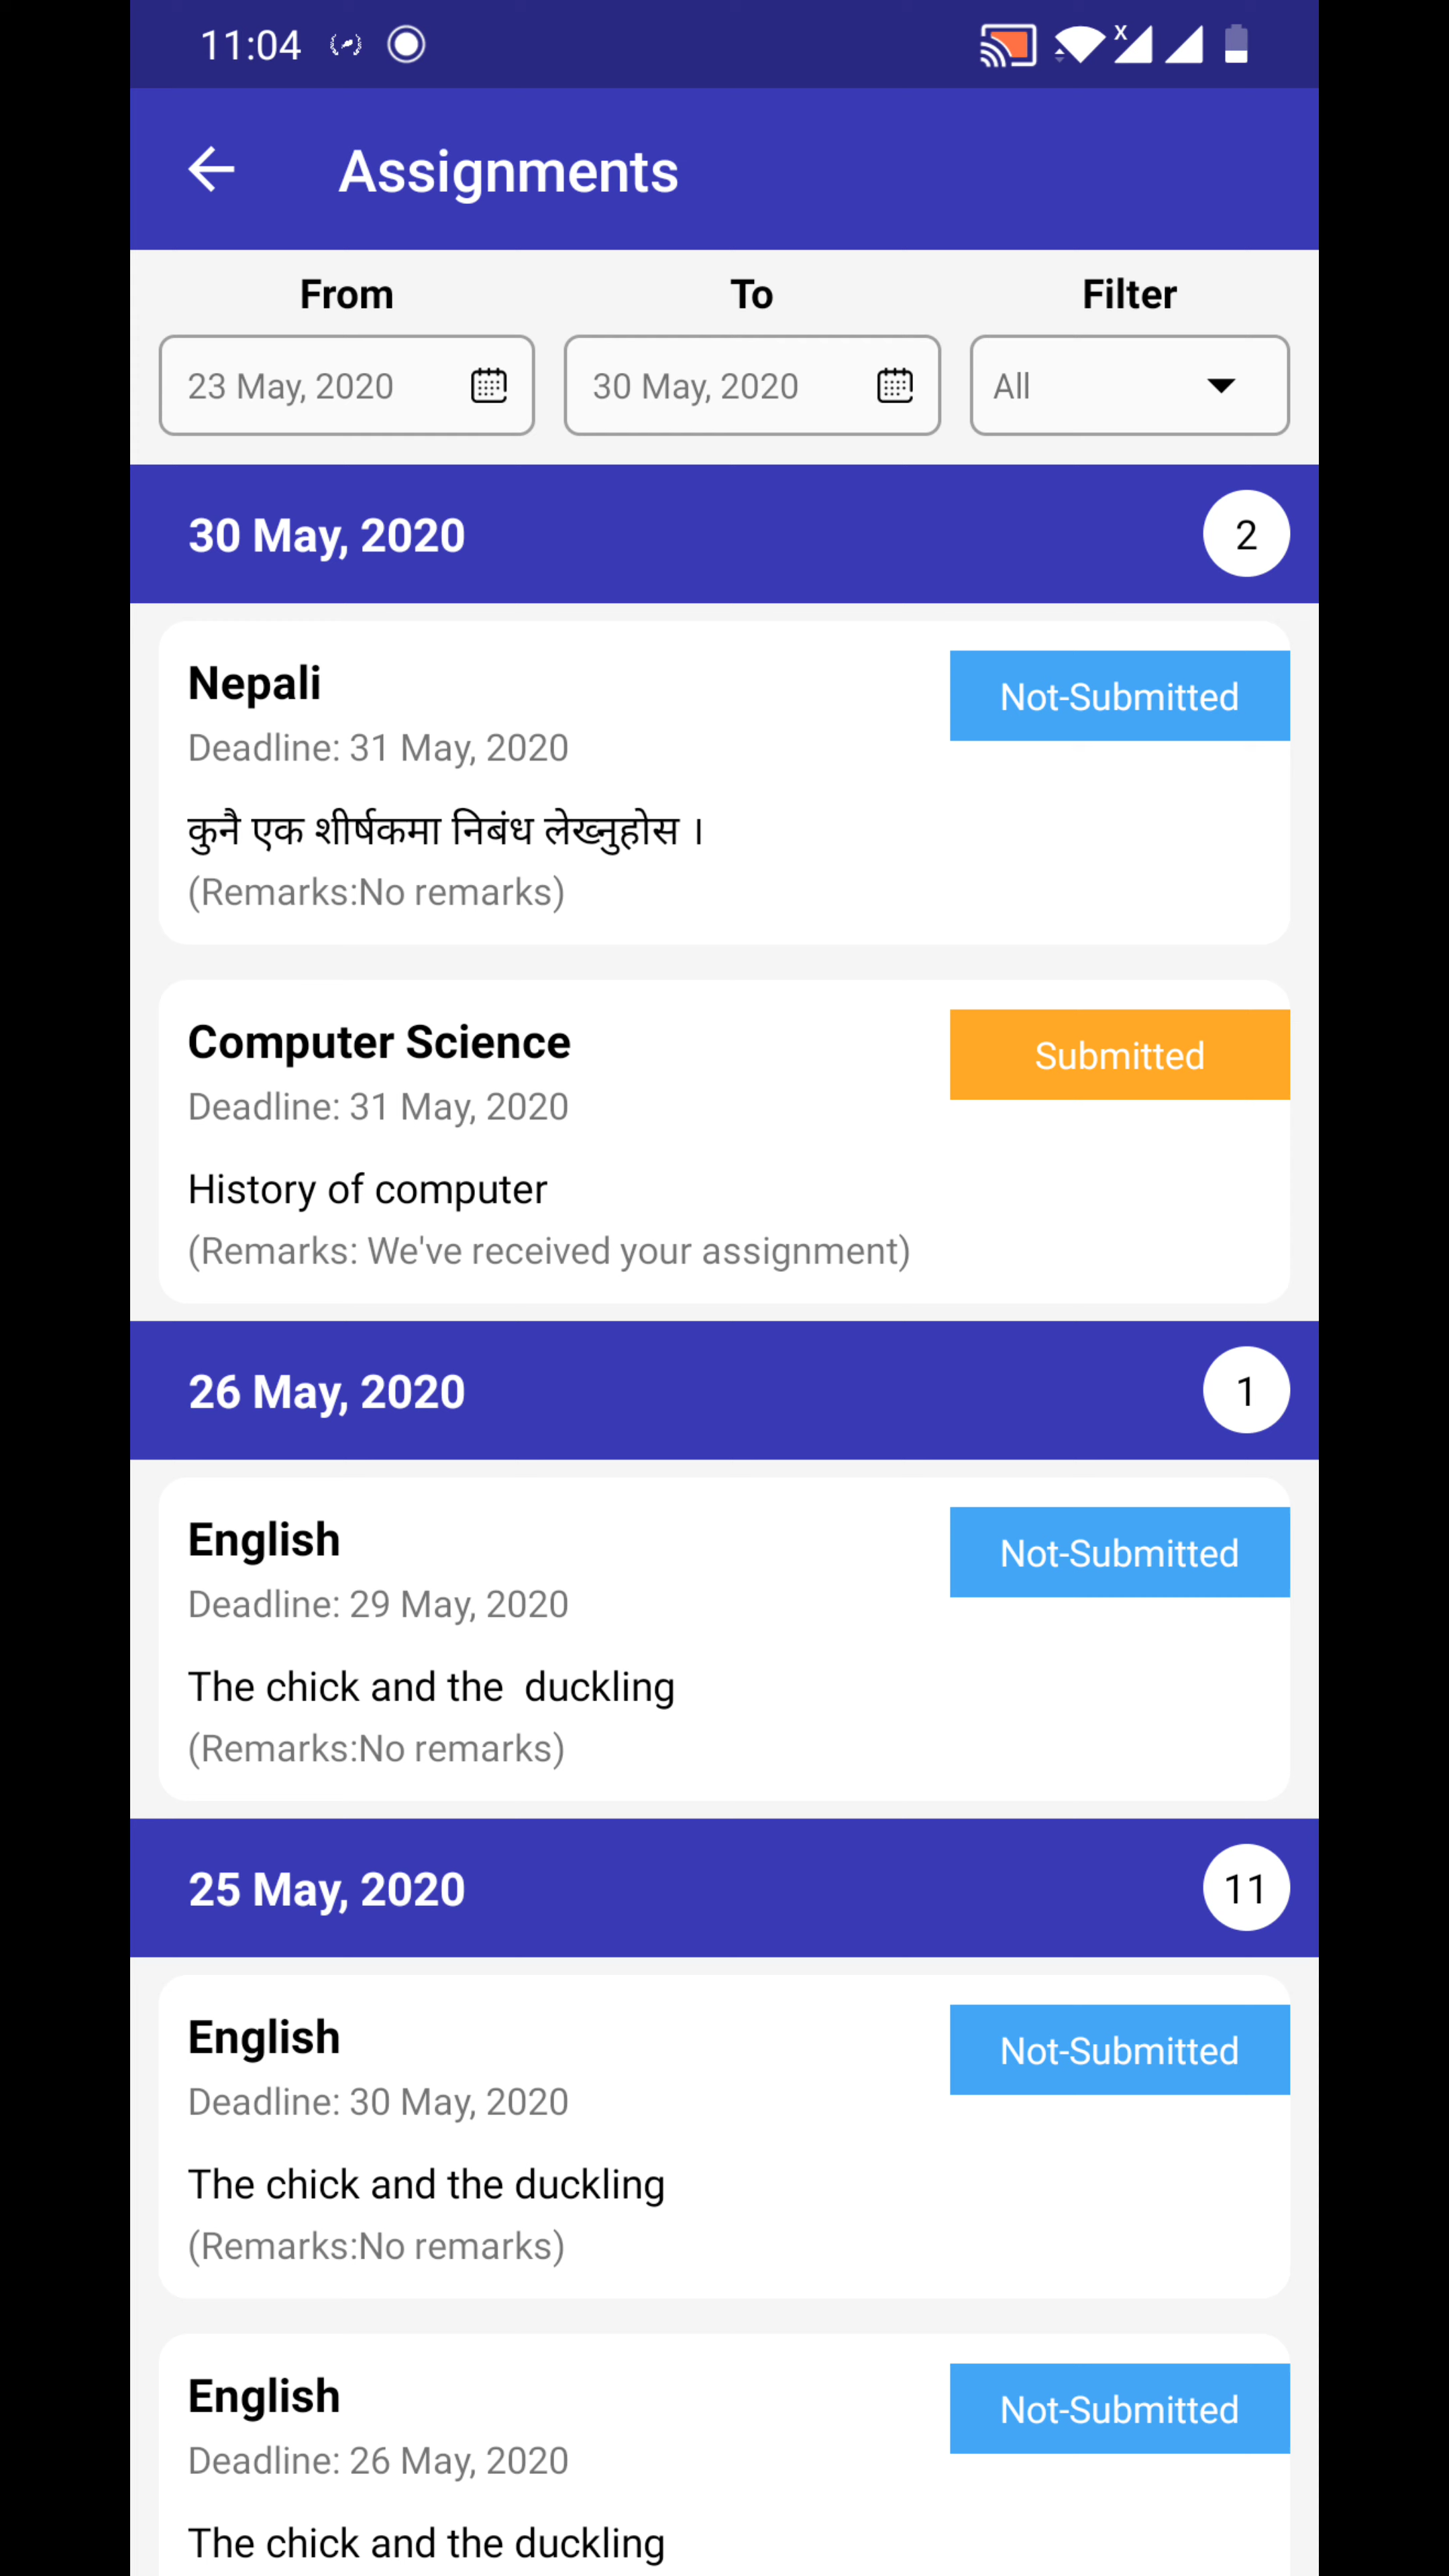 11:04
Assignments
From To Filter
23 May, 2020 30 May, 2020 All
30 May, 2020 2
Nepali Not-Submitted
Deadline: 31 May, 2020
कुनै एक शीर्षकमा निबंध लेख्नुहोस ।
(Remarks:No remarks)
Computer Science Submitted
Deadline: 31 May, 2020
History of computer
(Remarks: We've received your assignment)
26 May, 2020 1
English Not-Submitted
Deadline: 29 May, 2020
The chick and the  duckling
(Remarks:No remarks)
25 May, 2020 11
English Not-Submitted
Deadline: 30 May, 2020
The chick and the duckling
(Remarks:No remarks)
English Not-Submitted
Deadline: 26 May, 2020
The chick and the duckling